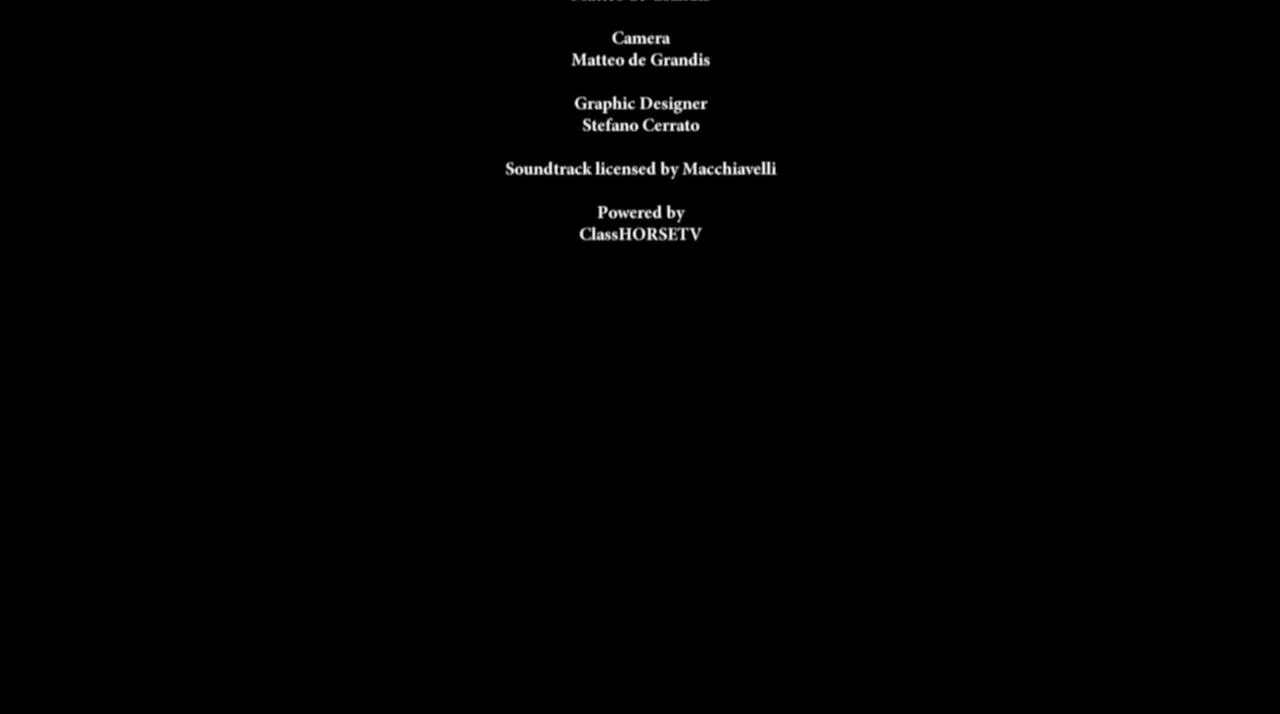 Camera
Matteo de Grandis
Graphic Designer
Stefano Cerrato
Soundtrack licensed by Macchiavelli
Powered by
ClassHORSETV